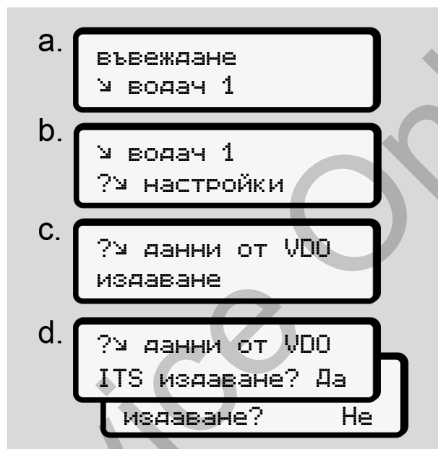 a.
въвеждане
↘ водач 1
b.
↘ водач 1
?↘ настройки
c.
?↘ данни от VDO
издаване
d.
?↘ данни от VDO
ITS издаване? Да
издаване? Не